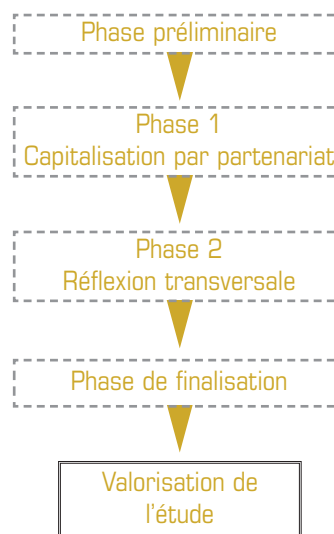 Phase préliminaire
Phase 1
Capitalisation par partenariat
Phase 2
Réflexion transversale
Phase de finalisation
Valorisation de
l'étude